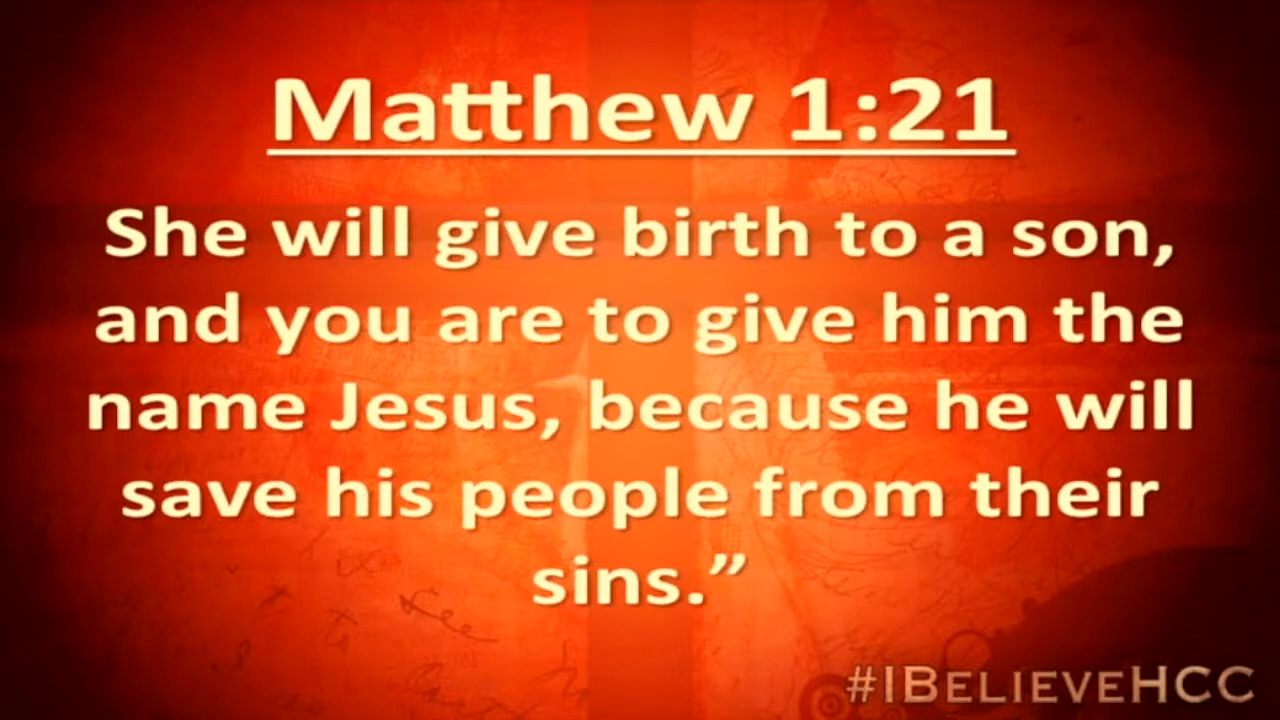 Matthew 1:21
She will give birth to a son,
and you are to give him the
name Jesus, because he will
save his people from their
sins.”
#IBELIEVEHCC